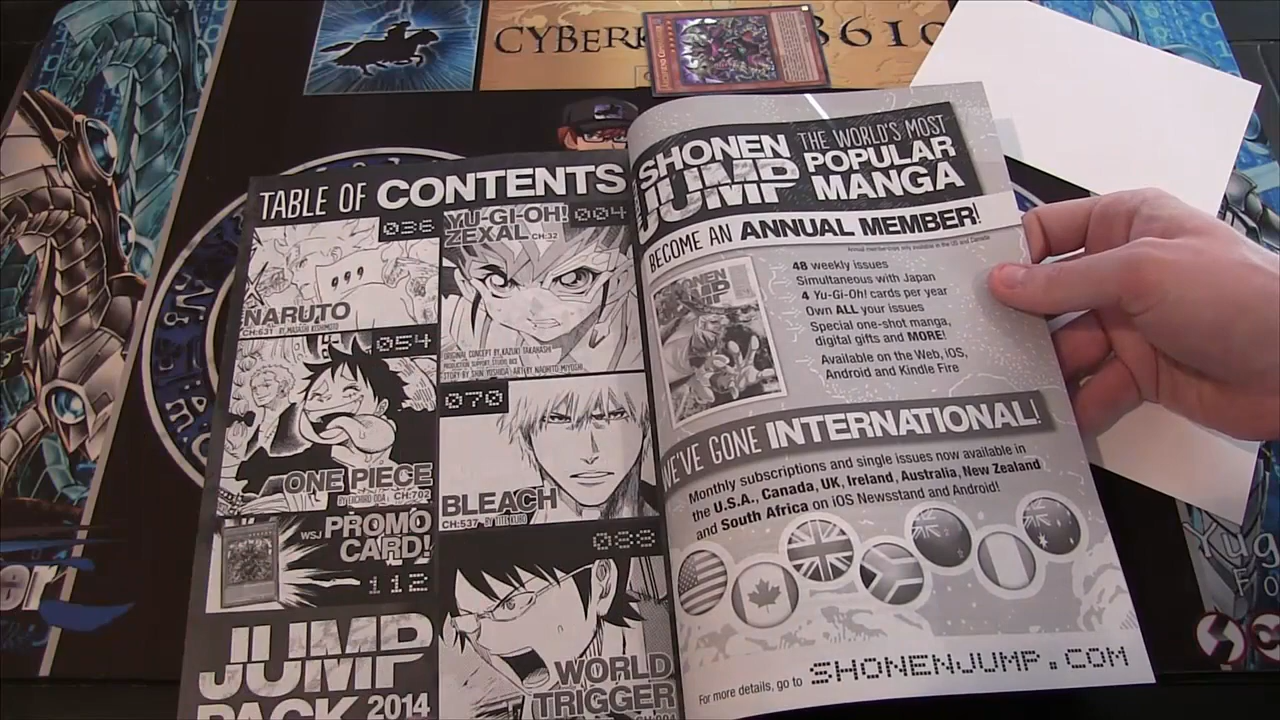 CYBERK
8610
TABLE OF CONTENTS
036
NARUTO
CH:631 BY MASASHI KISHIMOTO
YU-GI-OH! 004
ZEXAL CH:32
ORIGINAL CONCEPT BY KAZUKI TAKAHASHI
PRODUCTION SUPPORT: STUDIO DICE
STORY BY SHIN YOSHIDA ART BY NAOHITO MIYOSHI
054
ONE PIECE
BY EIICHIRO ODA CH:702
070
BLEACH
CH:537 BY TITE KUBO
WSJ PROMO
CARD!
112
088
WORLD
TRIGGER
JUMP
JUMP
PACK 2014
SHONEN
JUMP
THE WORLD'S MOST
POPULAR
MANGA
BECOME AN ANNUAL MEMBER!
Annual membership only available in the US and Canada
SHONEN
JUMP
48 weekly issues
Simultaneous with Japan
4 Yu-Gi-Oh! cards per year
Own ALL your issues
Special one-shot manga,
digital gifts and MORE!
Available on the Web, iOS,
Android and Kindle Fire
WE'VE GONE INTERNATIONAL!
Monthly subscriptions and single issues now available in
the U.S.A., Canada, UK, Ireland, Australia, New Zealand
and South Africa on iOS Newsstand and Android!
For more details, go to SHONENJUMP.COM